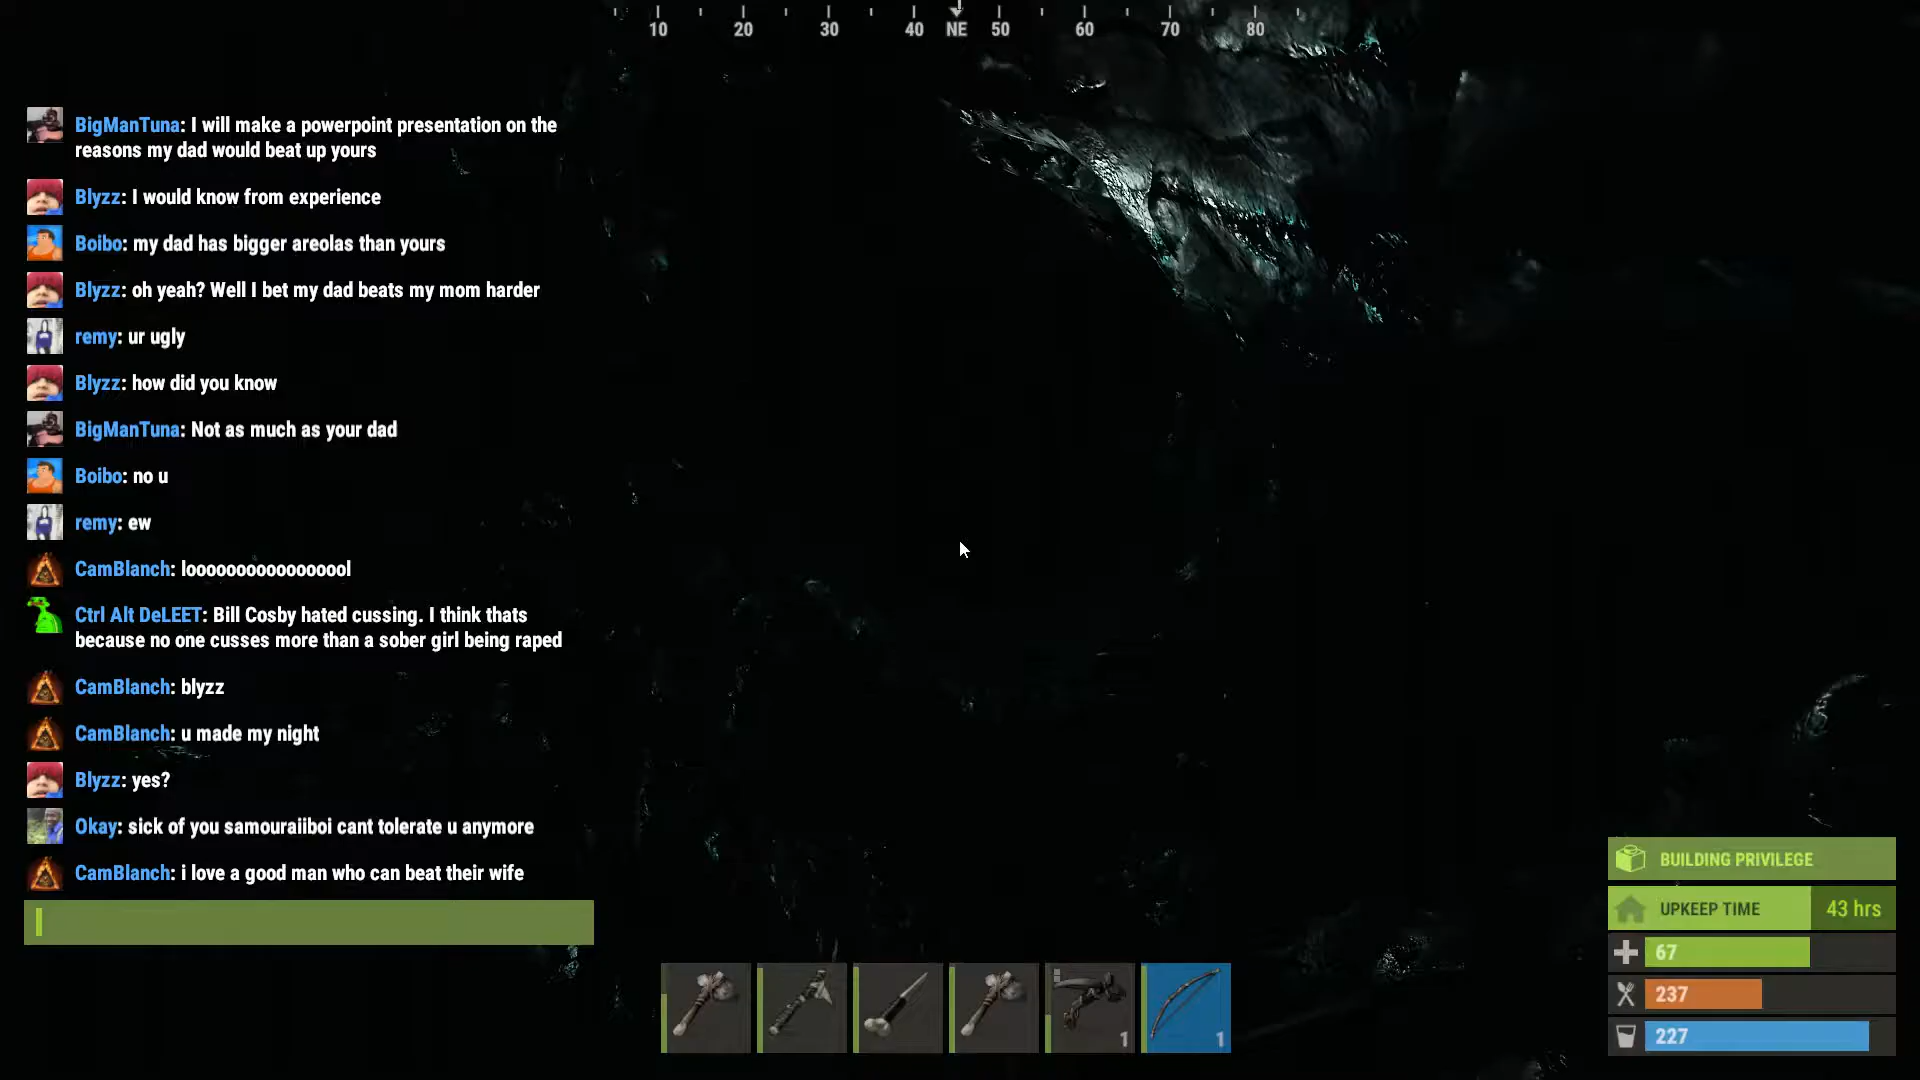 10 20 30 40 NE 50 60 70 80
BigManTuna: I will make a powerpoint presentation on the
reasons my dad would beat up yours
Blyzz: I would know from experience
Boibo: my dad has bigger areolas than yours
Blyzz: oh yeah? Well I bet my dad beats my mom harder
remy: ur ugly
Blyzz: how did you know
BigManTuna: Not as much as your dad
Boibo: no u
remy: ew
CamBlanch: looooooooooooooool
Ctrl Alt DeLEET: Bill Cosby hated cussing. I think thats
because no one cusses more than a sober girl being raped
CamBlanch: blyzz
CamBlanch: u made my night
Blyzz: yes?
Okay: sick of you samouraiiboi cant tolerate u anymore
CamBlanch: i love a good man who can beat their wife
BUILDING PRIVILEGE
UPKEEP TIME 43 hrs
67
237
227
1
1